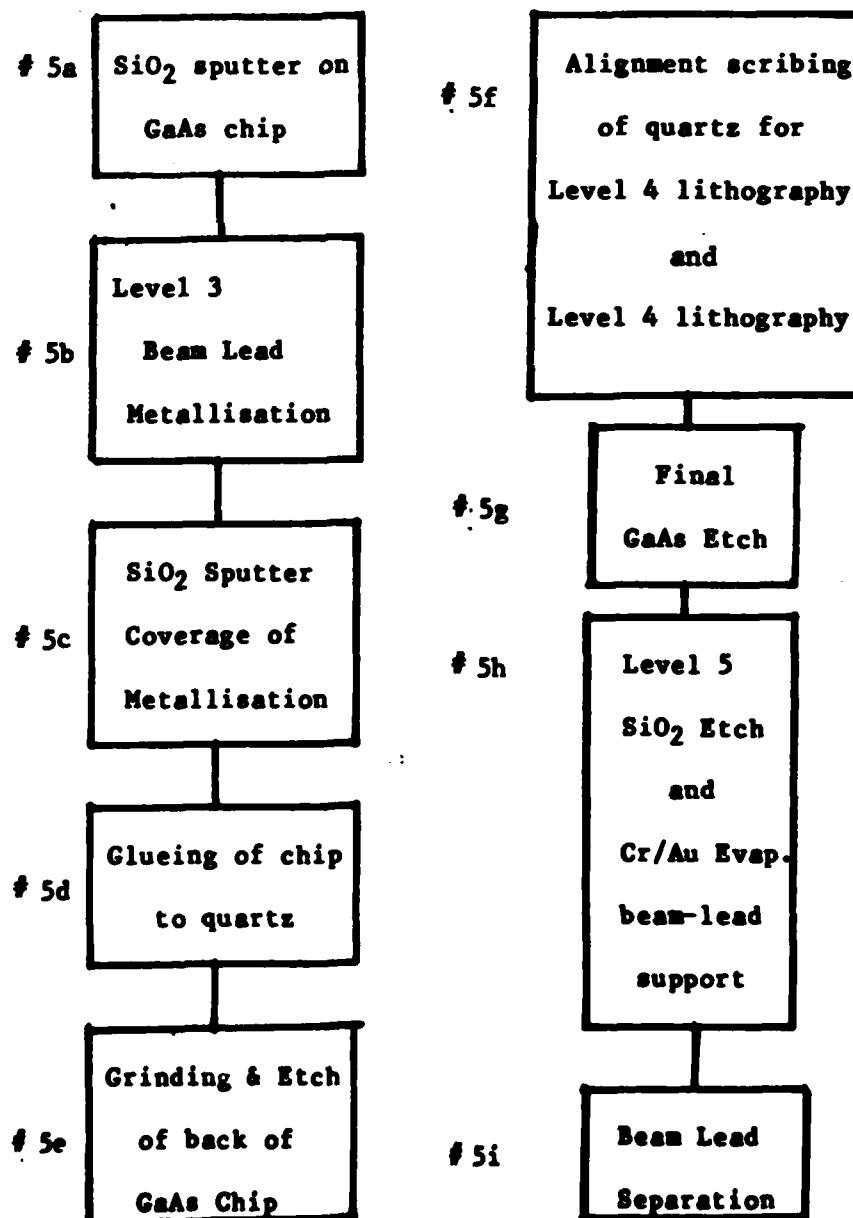 # 5a
SiO2 sputter on
GaAs chip
# 5b
Level 3
Beam Lead
Metallisation
# 5c
SiO2 Sputter
Coverage of
Metallisation
# 5d
Glueing of chip
to quartz
# 5e
Grinding & Etch
of back of
GaAs Chip
# 5f
Alignment scribing
of quartz for
Level 4 lithography
and
Level 4 lithography
# 5g
Final
GaAs Etch
# 5h
Level 5
SiO2 Etch
and
Cr/Au Evap.
beam-lead
support
# 5i
Beam Lead
Separation